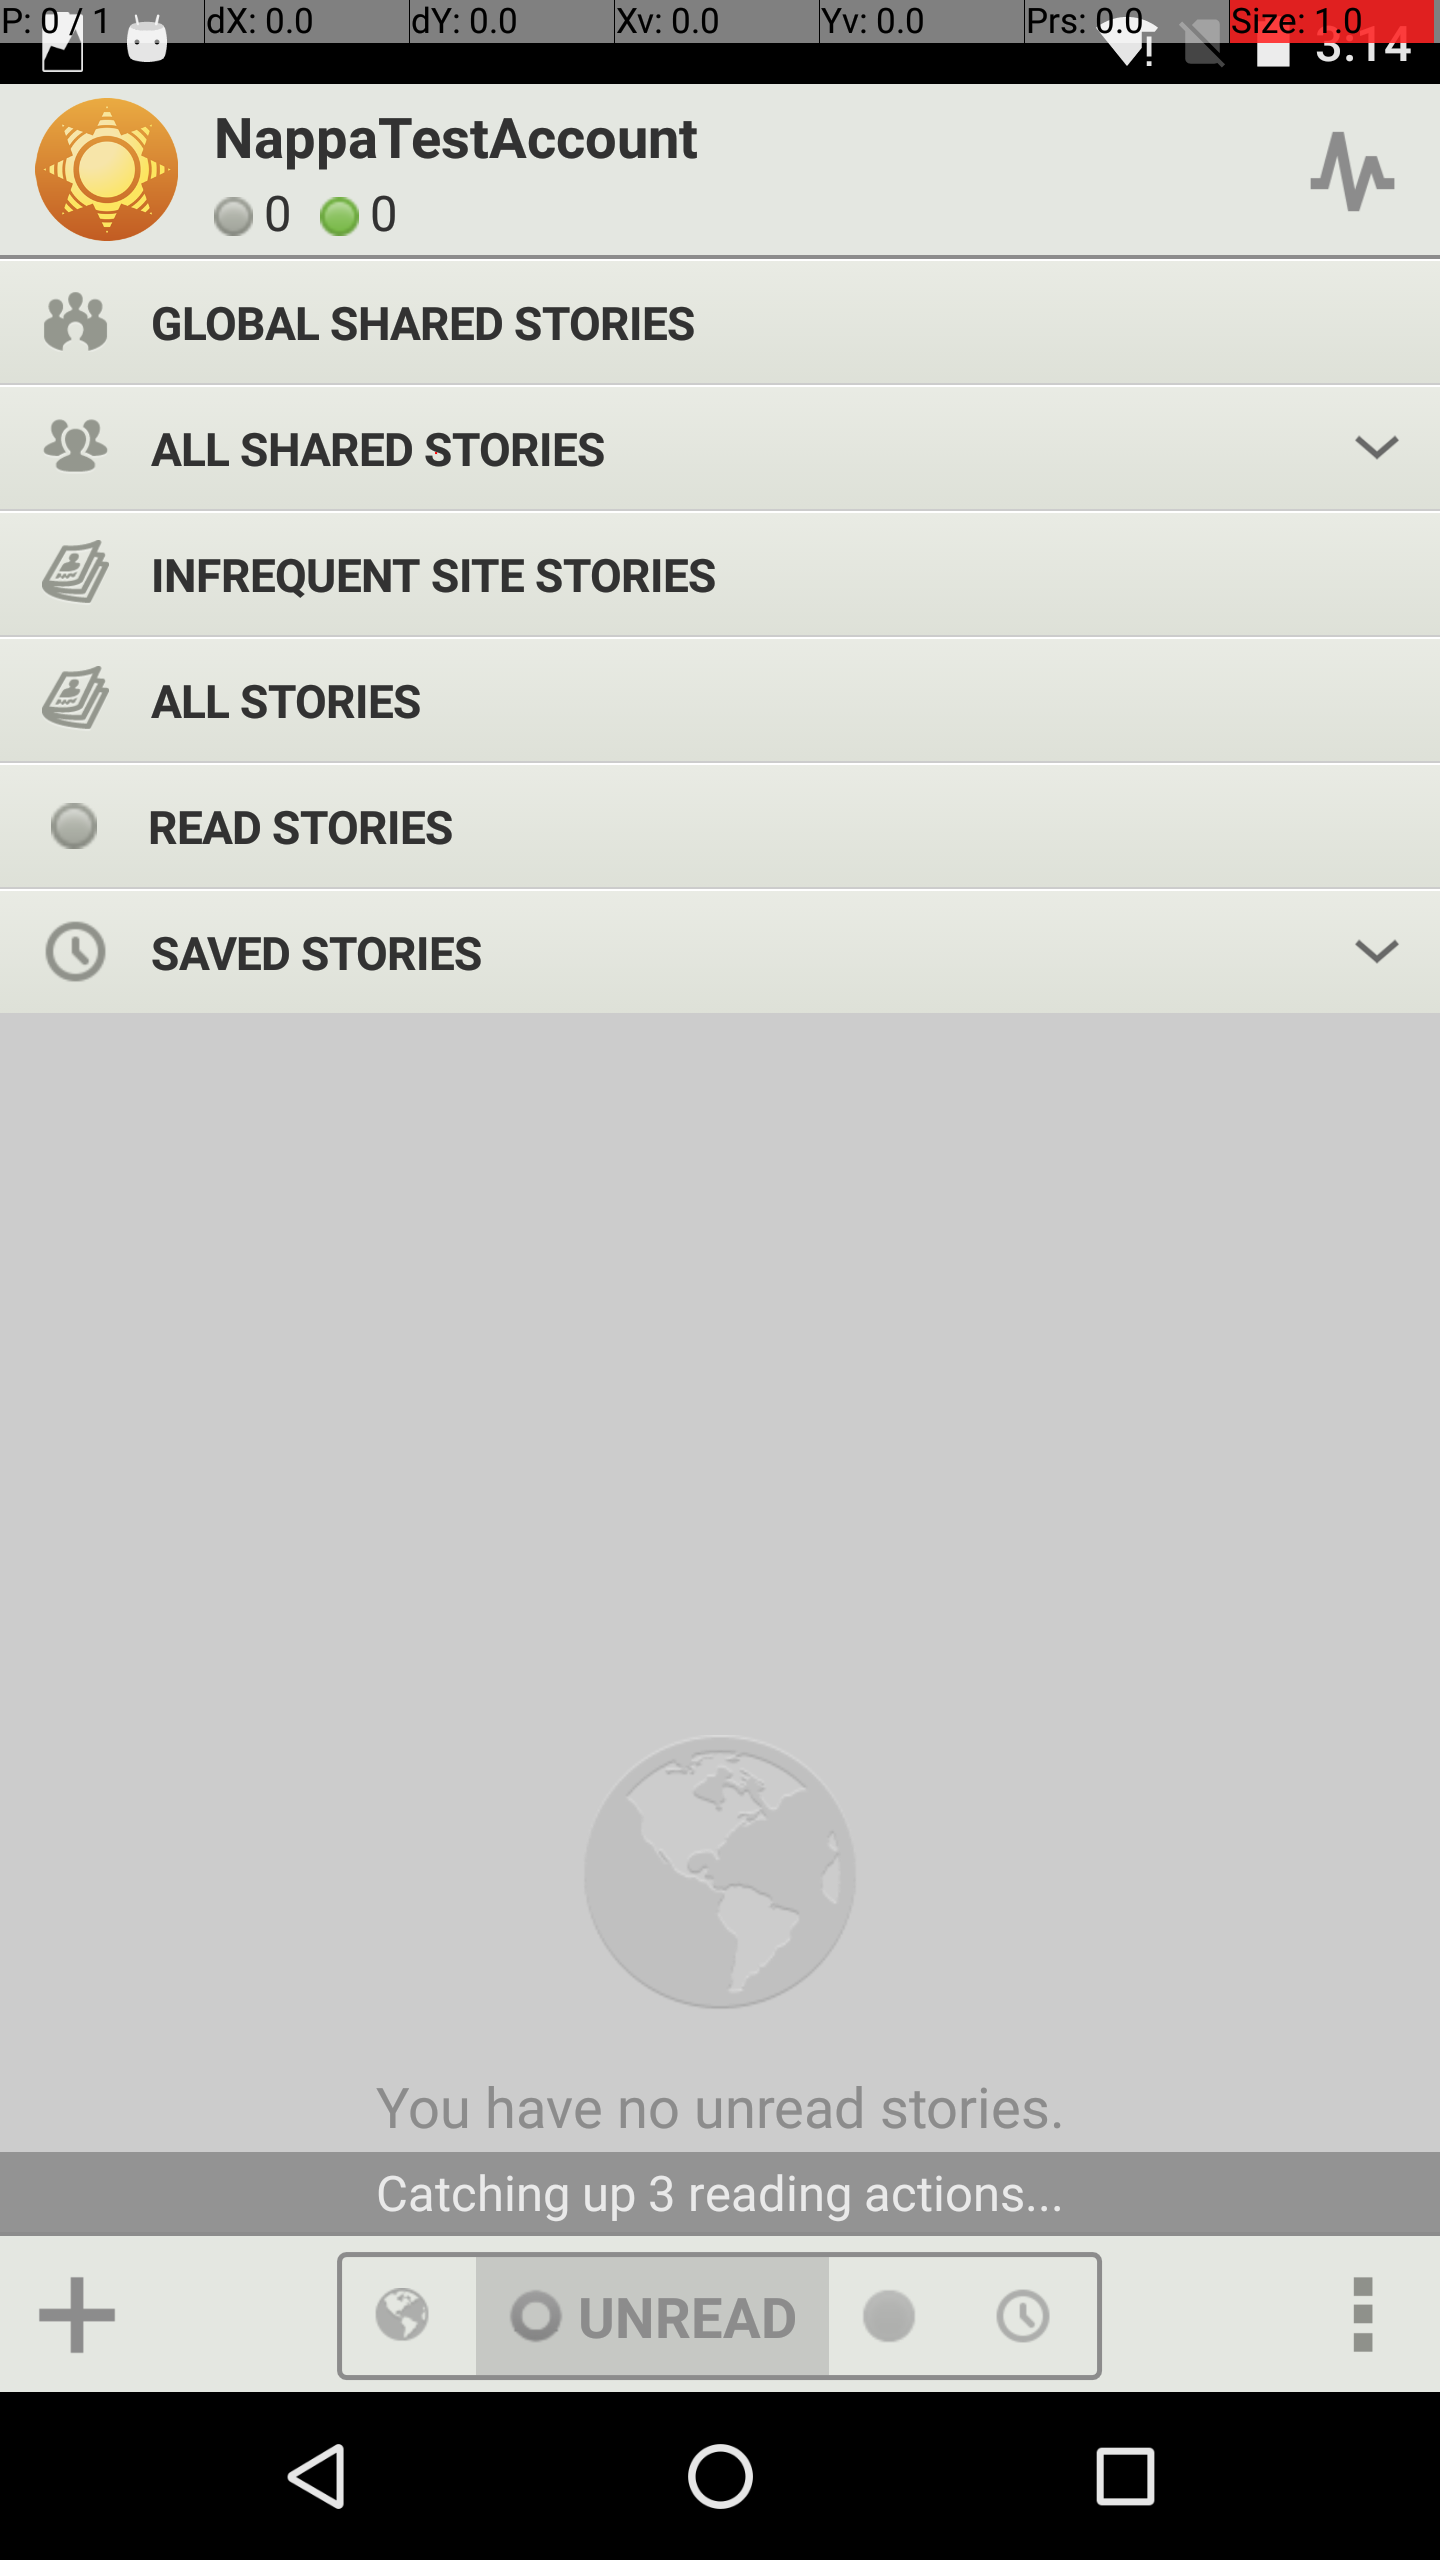 P: 0 / 1 dX: 0.0 dY: 0.0 Xv: 0.0 Yv: 0.0 Prs: 0.0 Size: 1.0
3:14
NappaTestAccount
0 0
GLOBAL SHARED STORIES
ALL SHARED STORIES
INFREQUENT SITE STORIES
ALL STORIES
READ STORIES
SAVED STORIES
You have no unread stories.
Catching up 3 reading actions...
UNREAD